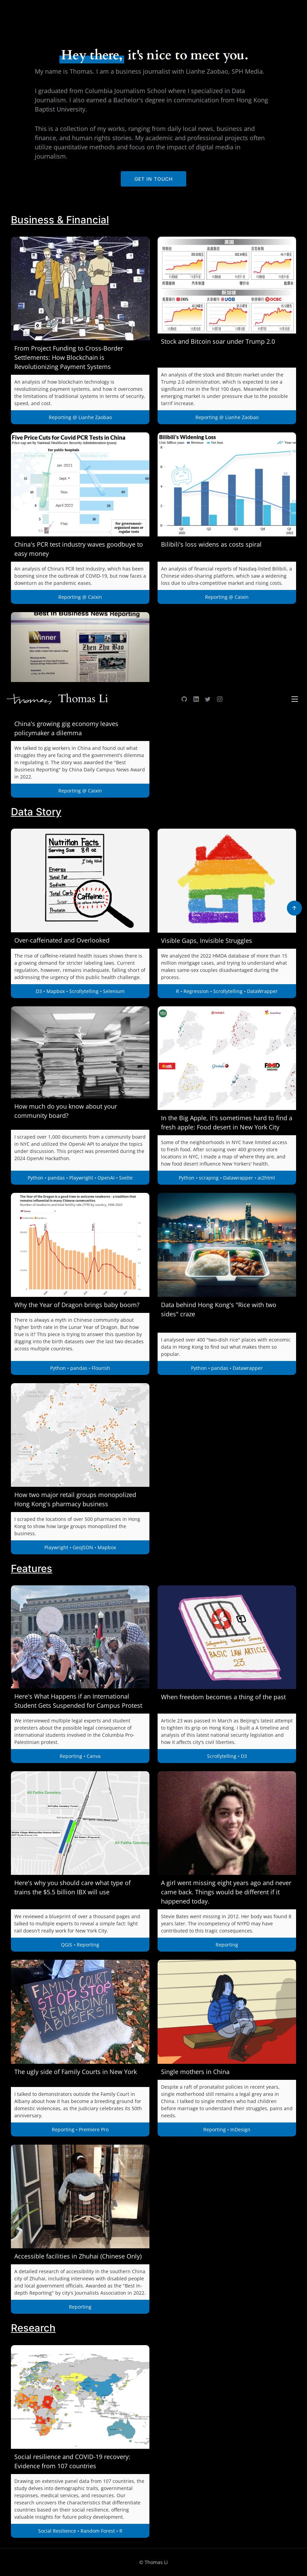 Hey there, it's nice to meet you.
My name is Thomas. I am a business journalist with Lianhe Zaobao, SPH Media.
I graduated from Columbia Journalism School where I specialized in Data
Journalism. I also earned a Bachelor's degree in communication from Hong Kong
Baptist University.
This is a collection of my works, ranging from daily local news, business and
finance, and human rights stories. My academic and professional projects often
utilize quantitative methods and focus on the impact of digital media in
journalism.
GET IN TOUCH
Business & Financial
From Project Funding to Cross-Border
Settlements: How Blockchain is
Revolutionizing Payment Systems
An analysis of how blockchain technology is
revolutionizing payment systems, and how it overcomes
the limitations of traditional systems in terms of security,
speed, and cost.
Reporting @ Lianhe Zaobao
美国
新加坡
UOB
OCBC
Stock and Bitcoin soar under Trump 2.0
An analysis of the stock and Bitcoin market under the
Trump 2.0 administration, which is expected to see a
significant rise in the first 100 days. Meanwhile the
emerging market is under pressure due to the possible
tarrif increase.
Reporting @ Lianhe Zaobao
Five Price Cuts for Covid PCR Tests in China
For public hospitals
Jan. 2021
China's PCR test industry waves goodbuye to
easy money
An analysis of China's PCR test industry, which has been
booming since the outbreak of COVID-19, but now faces a
downturn as the pandemic eases.
Reporting @ Caixin
Bilibili's Widening Loss
Bilibili's loss widens as costs spiral
An analysis of financial reports of Nasdaq-listed Bilibili, a
Chinese video-sharing platform, which saw a widening
loss due to ultra-competitive market and rising costs.
Reporting @ Caixin
Best in Business News Reporting
Winner
Zhen Zhu Bao
Thomas Li
China's growing gig economy leaves
policymaker a dilemma
We talked to gig workers in China and found out what
struggles they are facing and the government's dilemma
in regulating it. The story was awarded the "Best
Business Reporting" by China Daily Campus News Award
in 2022.
Reporting @ Caixin
Data Story
Nutrition Facts
Serving Size 8 fl oz
Energy
Total Fat
Sodium
Total Car
Sugar
Protein
Caffeine
Over-caffeinated and Overlooked
The rise of caffeine-related health issues shows there is
a growing demand for stricter labeling laws. Current
regulation, however, remains inadequate, falling short of
addressing the urgency of this public health challenge.
D3 • Mapbox • Scrollytelling • Selenium
Visible Gaps, Invisible Struggles
We analysed the 2022 HMDA database of more than 15
million mortgage cases, and trying to understand what
makes same-sex couples disadvantaged during the
process.
R • Regression • Scrollytelling • DataWrapper
How much do you know about your
community board?
I scraped over 1,000 documents from a community board
in NYC and utilized the OpenAI API to analyze the topics
under discussion. This project was presented during the
2024 OpenAI Hackathon.
Python • pandas • Playwright • OpenAI • Svelte
In the Big Apple, it's sometimes hard to find a
fresh apple: Food desert in New York City
Some of the neighborhoods in NYC have limited access
to fresh food. After scraping over 400 grocery store
locations in NYC, I made a map of where they are, and
how food desert influence New Yorkers' health.
Python • scraping • Datawrapper • ai2html
Why the Year of Dragon brings baby boom?
There is always a myth in Chinese community about
higher birth rate in the Lunar Year of Dragon. But how
true is it? This piece is trying to answer this question by
digging into the birth datasets over the last two decades
across multiple countries.
Python • pandas • Flourish
Data behind Hong Kong's "Rice with two
sides" craze
I analysed over 400 "two-dish rice" places with economic
data in Hong Kong to find out what makes them so
popular.
Python • pandas • Datawrapper
How two major retail groups monopolized
Hong Kong's pharmacy business
I scraped the locations of over 500 pharmacies in Hong
Kong to show how large groups monopolized the
business.
Playwright • GeoJSON • Mapbox
Features
Here's What Happens if an International
Student Gets Suspended for Campus Protest
We interviewed multiple legal experts and student
protestors about the possible legal consequence of
international students involved in the Columbia Pro-
Palestinian protest.
Reporting • Canva
BASIC LAW ARTICLE
23
When freedom becomes a thing of the past
Article 23 was passed in March as Beijing's latest attempt
to tighten its grip on Hong Kong. I built a A timeline and
analysis of this latest national security legislation and
how it affects city's civil liberties.
Scrollytelling • D3
Here's why you should care what type of
trains the $5.5 billion IBX will use
We reviewed a blueprint of over a thousand pages and
talked to multiple experts to reveal a simple fact: light
rail doesn't really work for New York City.
QGIS • Reporting
A girl went missing eight years ago and never
came back. Things would be different if it
happened today.
Stevie Bates went missing in 2012. Her body was found 8
years later. The incompetency of NYPD may have
contributed to this tragic consequences.
Reporting
FAMILY COURT
STOP
REWARDING
ABUSERS!!
The ugly side of Family Courts in New York
I talked to demonstrators outside the Family Court in
Albany about how it has become a breeding ground for
domestic violences, as the judiciary celebrates its 50th
anniversary.
Reporting • Premiere Pro
Single mothers in China
Despite a raft of pronatalist policies in recent years,
single motherhood still remains a legal grey area in
China. I talked to single mothers who had children
before marriage to understand their struggles, pains and
needs.
Reporting • InDesign
Accessible facilities in Zhuhai (Chinese Only)
A detailed research of accessibility in the southern China
city of Zhuhai, including interviews with disabled people
and local government officials. Awarded as the "Best In-
depth Reporting" by city's Journalists Association in 2022.
Reporting
Research
Social resilience and COVID-19 recovery:
Evidence from 107 countries
Drawing on extensive panel data from 107 countries, the
study delves into demographic traits, governmental
responses, medical services, and resources. Our
research uncovers the characteristics that differentiate
countries based on their social resilience, offering
valuable insights for future policy development.
Social Resilience • Random Forest • R
© Thomas Li